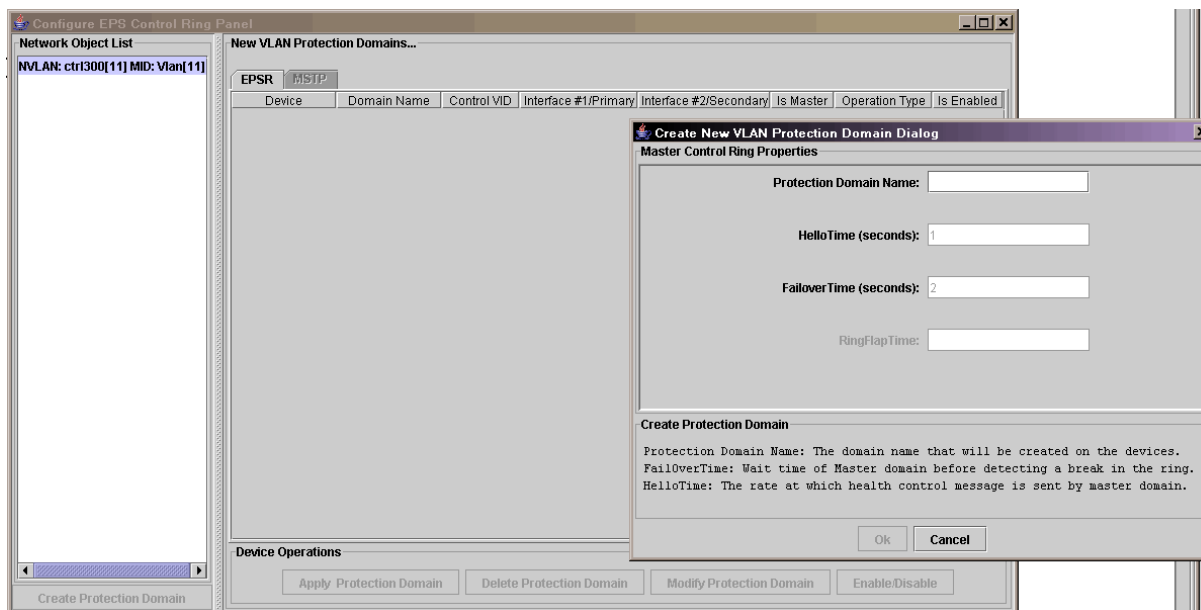 Configure EPS Control Ring Panel
Network Object List
NVLAN: ctrl300[11] MID: Vlan[11]
Create Protection Domain
New VLAN Protection Domains...
EPSR MSTP
Device Domain Name Control VID Interface #1/Primary Interface #2/Secondary Is Master Operation Type Is Enabled
Device Operations
Apply Protection Domain Delete Protection Domain Modify Protection Domain Enable/Disable
Create New VLAN Protection Domain Dialog
Master Control Ring Properties
Protection Domain Name:
HelloTime (seconds): 1
FailoverTime (seconds): 2
RingFlapTime:
Create Protection Domain
Protection Domain Name: The domain name that will be created on the devices.
FailOverTime: Wait time of Master domain before detecting a break in the ring.
HelloTime: The rate at which health control message is sent by master domain.
Ok Cancel